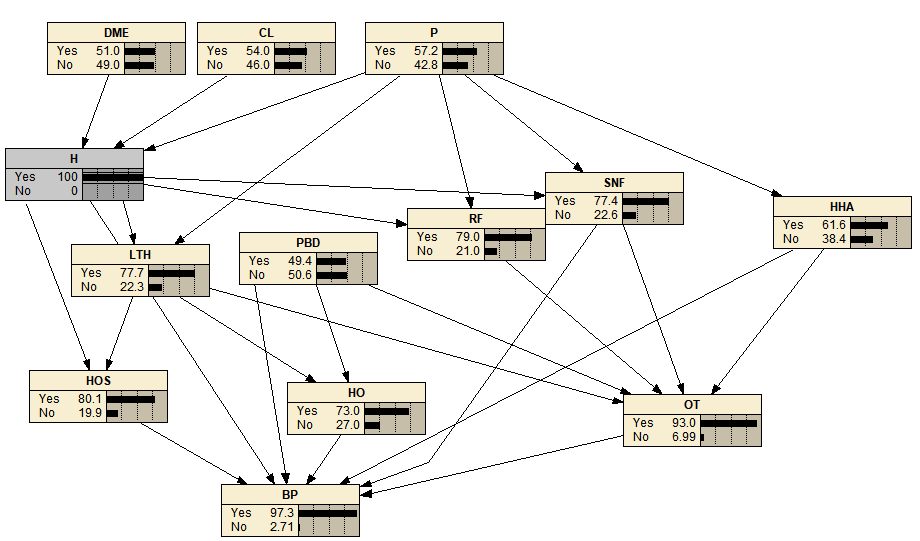 DME
Yes 51.0
No 49.0
CL
Yes 54.0
No 46.0
P
Yes 57.2
No 42.8
H
Yes 100
No 0
SNF
Yes 77.4
No 22.6
HHA
Yes 61.6
No 38.4
RF
Yes 79.0
No 21.0
LTH
Yes 77.7
No 22.3
PBD
Yes 49.4
No 50.6
HOS
Yes 80.1
No 19.9
HO
Yes 73.0
No 27.0
OT
Yes 93.0
No 6.99
BP
Yes 97.3
No 2.71